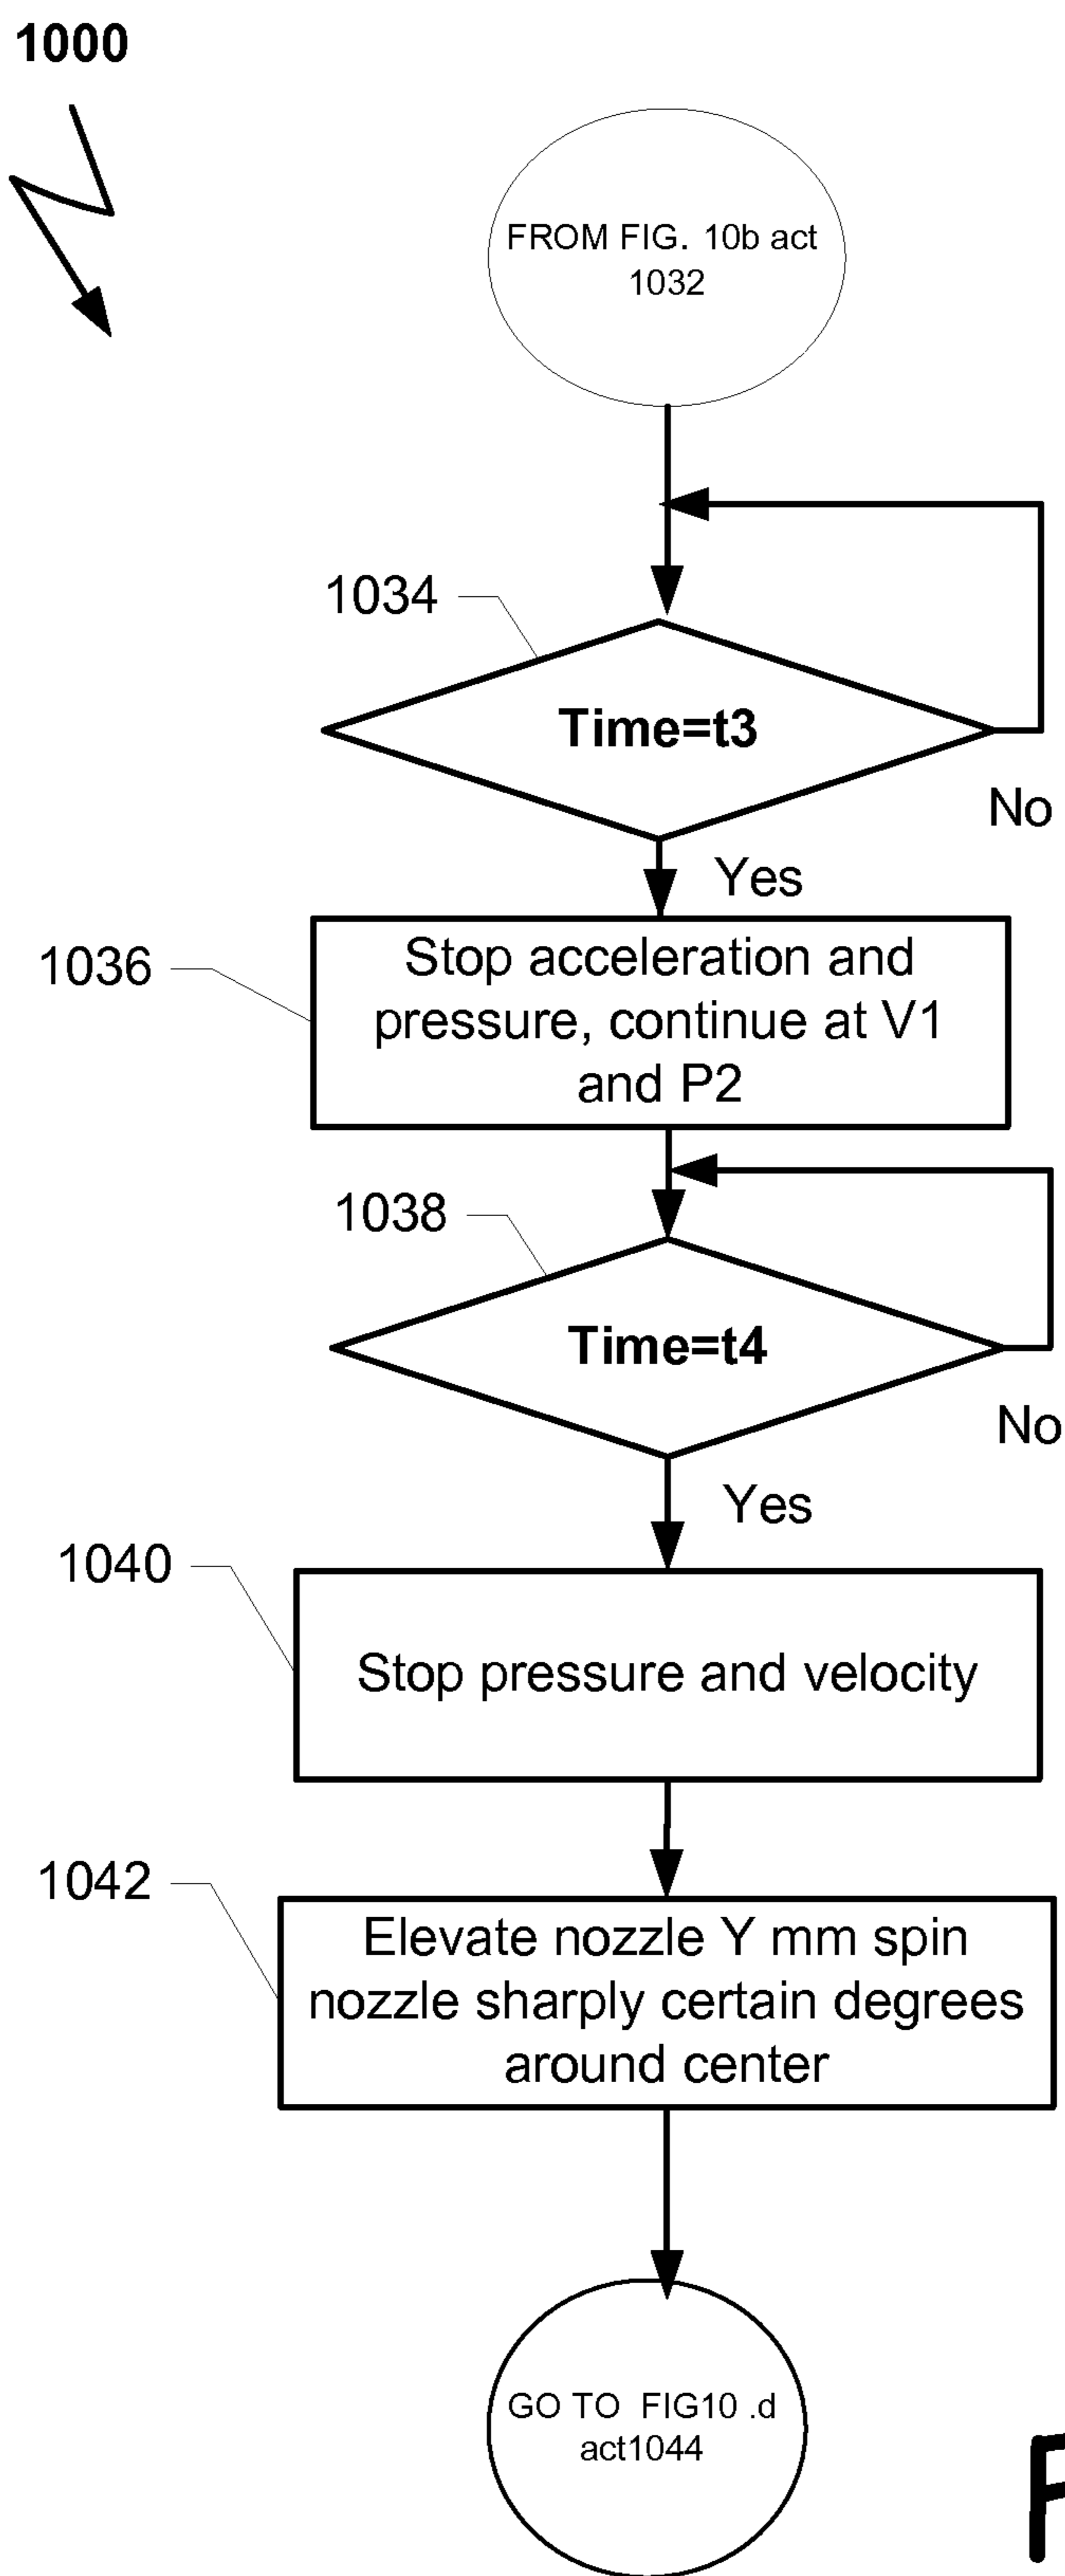 1000
FROM FIG. 10b act
1032
1034
Time=t3
No
Yes
1036
Stop acceleration and
pressure, continue at V1
and P2
1038
Time=t4
No
Yes
1040
Stop pressure and velocity
1042
Elevate nozzle Y mm spin
nozzle sharply certain degrees
around center
GO TO FIG10 .d
act1044